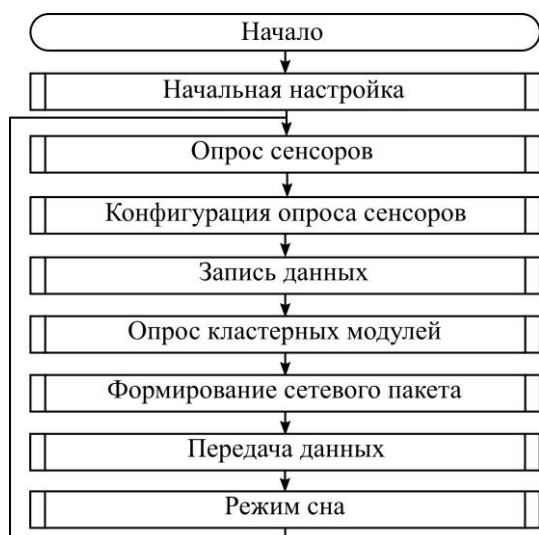 Начало
Начальная настройка
Опрос сенсоров
Конфигурация опроса сенсоров
Запись данных
Опрос кластерных модулей
Формирование сетевого пакета
Передача данных
Режим сна